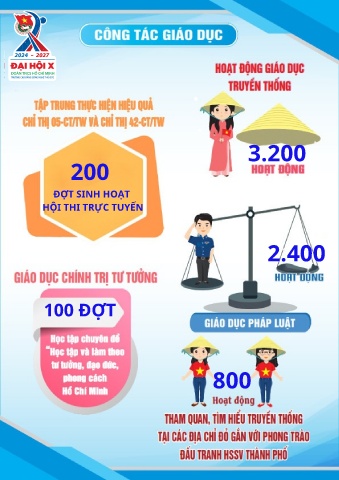 2024 - 2027
ĐẠI HỘI X
CÔNG TÁC GIÁO DỤC
HOẠT ĐỘNG GIÁO DỤC
TRUYỀN THỐNG
3.200
HOẠT ĐỘNG
TẬP TRUNG THỰC HIỆN HIỆU QUẢ
CHỈ THỊ 05-CT/TW VÀ CHỈ THỊ 42-CT/TW
200
ĐỢT SINH HOẠT
HỘI THI TRỰC TUYẾN
2.400
HOẠT ĐỘNG
GIÁO DỤC PHÁP LUẬT
GIÁO DỤC CHÍNH TRỊ TƯ TƯỞNG
100 ĐỢT
Học tập chuyên đề
"Học tập và làm theo
tư tưởng, đạo đức,
phong cách
Hồ Chí Minh
800
Hoạt động
THAM QUAN, TÌM HIỂU TRUYỀN THỐNG
TẠI CÁC ĐỊA CHỈ ĐỎ GẮN VỚI PHONG TRÀO
ĐẤU TRANH HSSV THÀNH PHỐ